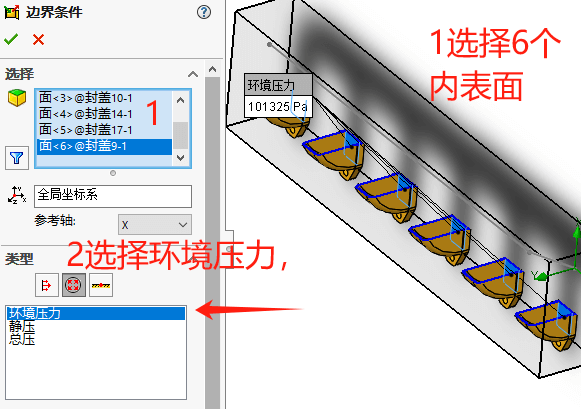 边界条件
选择
面<3>@封盖10-1
面<4>@封盖14-1
面<5>@封盖17-1
面<6>@封盖9-1
1
全局坐标系
参考轴:
X
2选择环境压力,
类型
环境压力
静压
总压
1选择6个
内表面
环境压力
101325 Pa
Y